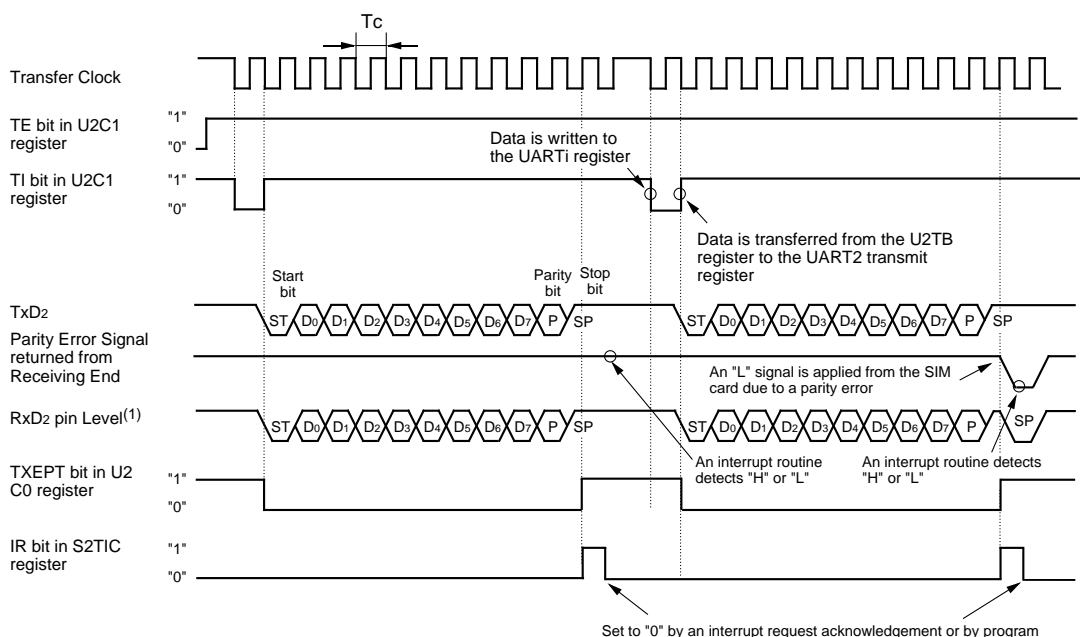 Tc
Transfer Clock
TE bit in U2C1
register
"1"
"0"
Data is written to
the UARTi register
TI bit in U2C1
register
"1"
"0"
Data is transferred from the U2TB
register to the UART2 transmit
register
Start
bit
Parity
bit
Stop
bit
TxD2
ST D0 D1 D2 D3 D4 D5 D6 D7 P SP
ST D0 D1 D2 D3 D4 D5 D6 D7 P SP
Parity Error Signal
returned from
Receiving End
An "L" signal is applied from the SIM
card due to a parity error
RxD2 pin Level(1)
ST D0 D1 D2 D3 D4 D5 D6 D7 P SP
ST D0 D1 D2 D3 D4 D5 D6 D7 P SP
An interrupt routine
detects "H" or "L"
An interrupt routine detects
"H" or "L"
TXEPT bit in U2
C0 register
"1"
"0"
IR bit in S2TIC
register
"1"
"0"
Set to "0" by an interrupt request acknowledgement or by program